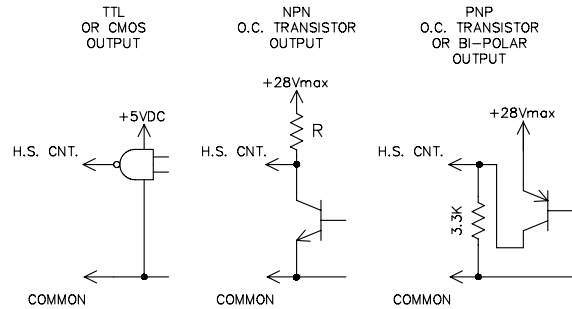 TTL
OR CMOS
OUTPUT
+5VDC
H.S. CNT.
COMMON
NPN
O.C. TRANSISTOR
OUTPUT
+28Vmax
R
H.S. CNT.
COMMON
PNP
O.C. TRANSISTOR
OR BI-POLAR
OUTPUT
+28Vmax
H.S. CNT.
3.3K
COMMON